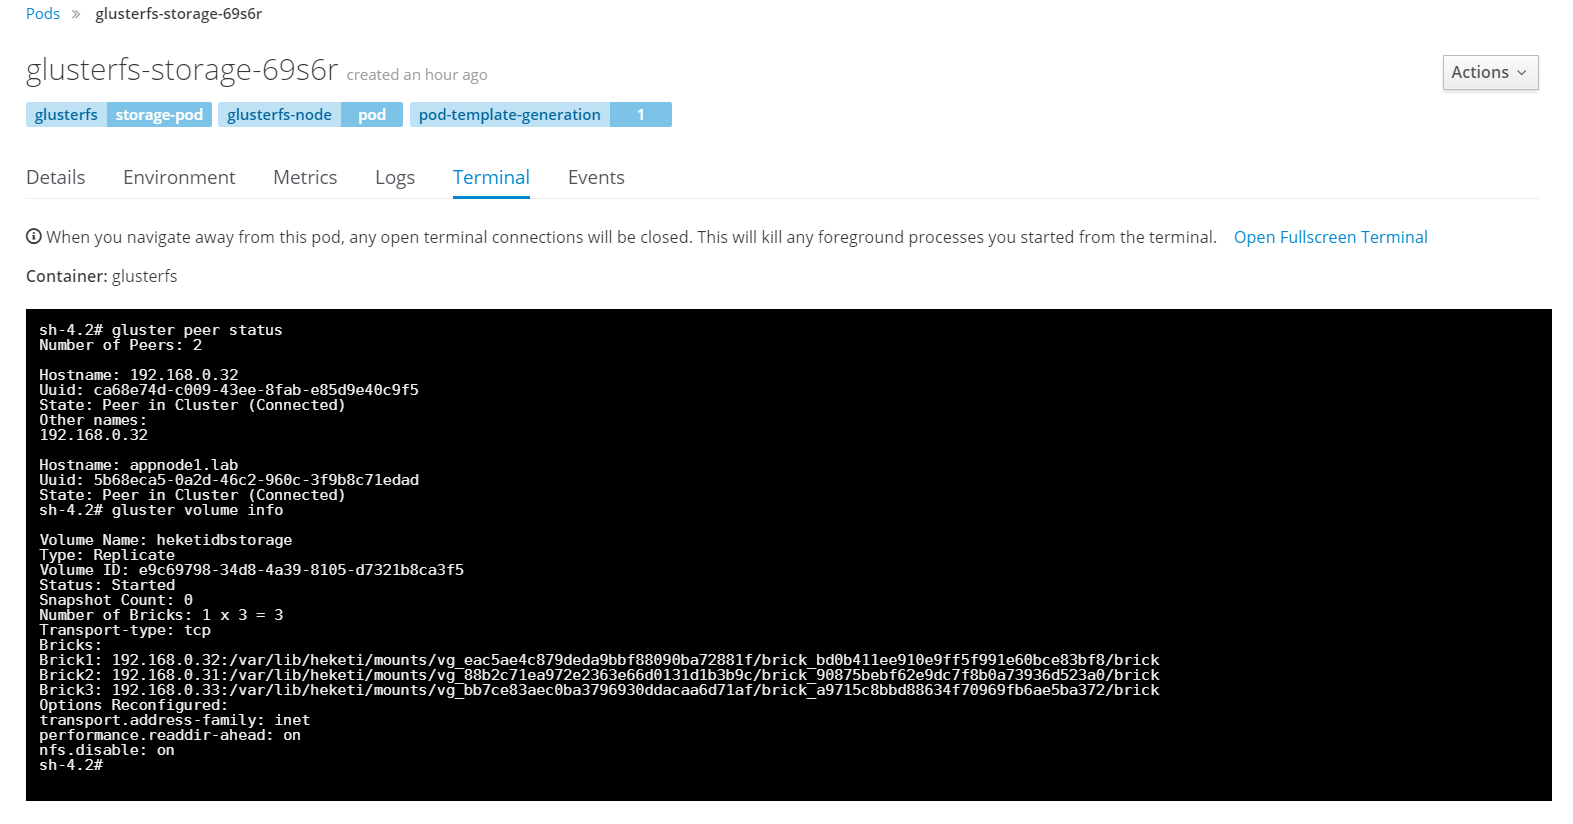 Pods » glusterfs-storage-69s6r
glusterfs-storage-69s6r created an hour ago
Actions
glusterfs storage-pod glusterfs-node pod pod-template-generation 1
Details Environment Metrics Logs Terminal Events
When you navigate away from this pod, any open terminal connections will be closed. This will kill any foreground processes you started from the terminal. Open Fullscreen Terminal
Container: glusterfs
sh-4.2# gluster peer status
Number of Peers: 2
Hostname: 192.168.0.32
Uuid: ca68e74d-c009-43ee-8fab-e85d9e40c9f5
State: Peer in Cluster (Connected)
Other names:
192.168.0.32
Hostname: appnode1.lab
Uuid: 5b68eca5-0a2d-46c2-960c-3f9b8c71edad
State: Peer in Cluster (Connected)
sh-4.2# gluster volume info
Volume Name: heketidbstorage
Type: Replicate
Volume ID: e9c69798-34d8-4a39-8105-d7321b8ca3f5
Status: Started
Snapshot Count: 0
Number of Bricks: 1 x 3 = 3
Transport-type: tcp
Bricks:
Brick1: 192.168.0.32:/var/lib/heketi/mounts/vg_eac5ae4c879deda9bbf88090ba72881f/brick_bd0b411ee910e9ff5f991e60bce83bf8/brick
Brick2: 192.168.0.31:/var/lib/heketi/mounts/vg_88b2c71ea972e2363e66d0131d1b3b9c/brick_90875bebf62e9dc7f8b0a73936d523a0/brick
Brick3: 192.168.0.33:/var/lib/heketi/mounts/vg_bb7ce83aec0ba3796930ddacaa6d71af/brick_a9715c8bbd88634f70969fb6ae5ba372/brick
Options Reconfigured:
transport.address-family: inet
performance.readdir-ahead: on
nfs.disable: on
sh-4.2#